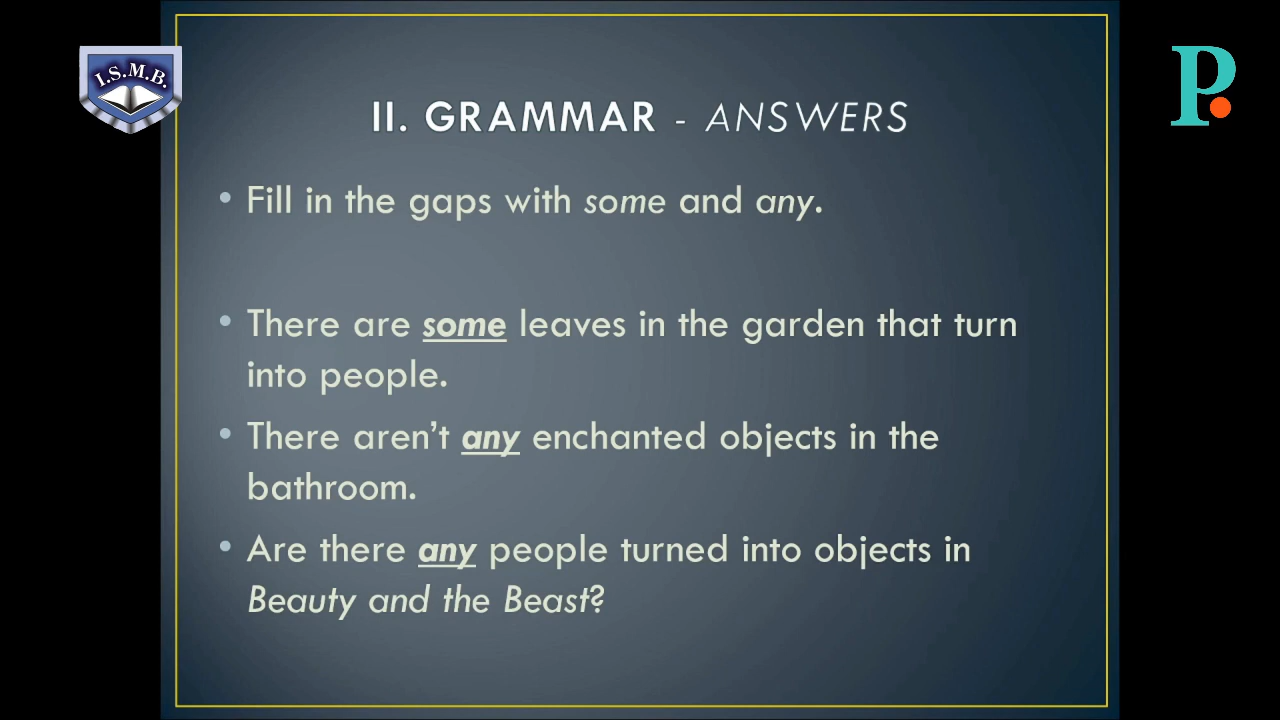 I.S.M.B.
P.
II. GRAMMAR - ANSWERS
• Fill in the gaps with some and any.
• There are some leaves in the garden that turn
into people.
• There aren’t any enchanted objects in the
bathroom.
• Are there any people turned into objects in
Beauty and the Beast?